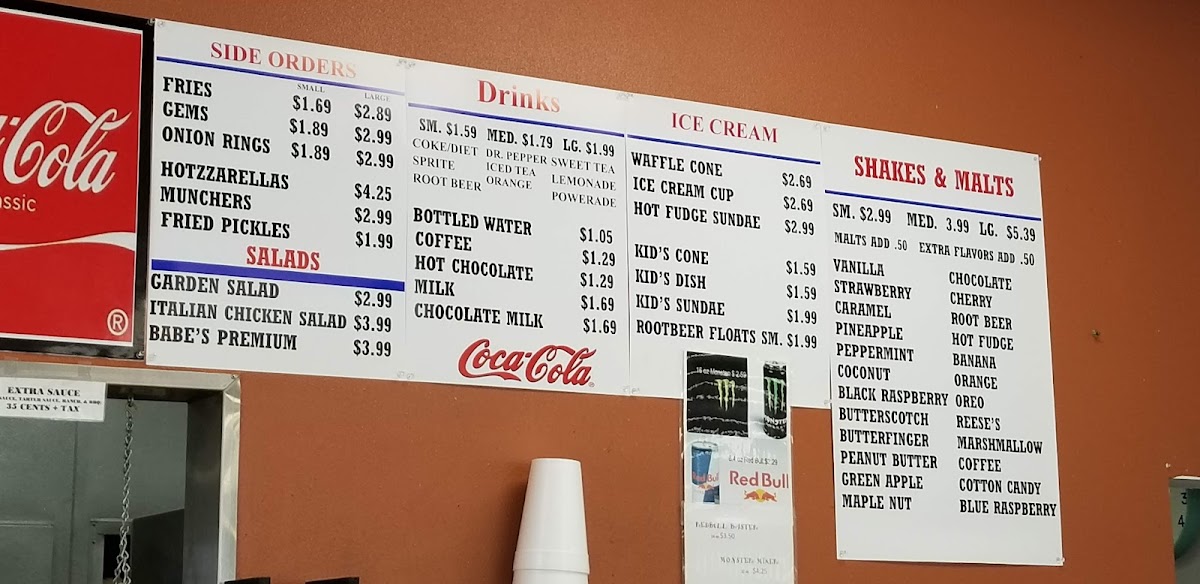 Coca-Cola
assic
®
EXTRA SAUCE
35 CENTS + TAX
SIDE ORDERS
SMALL LARGE
FRIES $1.69 $2.89
GEMS $1.89 $2.99
ONION RINGS $1.89 $2.99
HOTZZARELLAS $4.25
MUNCHERS $2.99
FRIED PICKLES $1.99
SALADS
GARDEN SALAD $2.99
ITALIAN CHICKEN SALAD $3.99
BABE'S PREMIUM $3.99
Drinks
SM. $1.59 MED. $1.79 LG. $1.99
COKE/DIET DR. PEPPER SWEET TEA
SPRITE ICED TEA LEMONADE
ROOT BEER ORANGE POWERADE
BOTTLED WATER $1.05
COFFEE $1.29
HOT CHOCOLATE $1.29
MILK $1.69
CHOCOLATE MILK $1.69
Coca-Cola
ICE CREAM
WAFFLE CONE $2.69
ICE CREAM CUP $2.69
HOT FUDGE SUNDAE $2.99
KID'S CONE $1.59
KID'S DISH $1.59
KID'S SUNDAE $1.99
ROOTBEER FLOATS SM. $1.99
16 oz Monster $ 2.69
Red Bull
SHAKES & MALTS
SM. $2.99 MED. 3.99 LG. $5.39
MALTS ADD .50 EXTRA FLAVORS ADD .50
VANILLA CHOCOLATE
STRAWBERRY CHERRY
CARAMEL ROOT BEER
PINEAPPLE HOT FUDGE
PEPPERMINT BANANA
COCONUT ORANGE
BLACK RASPBERRY OREO
BUTTERSCOTCH REESE'S
BUTTERFINGER MARSHMALLOW
PEANUT BUTTER COFFEE
GREEN APPLE COTTON CANDY
MAPLE NUT BLUE RASPBERRY